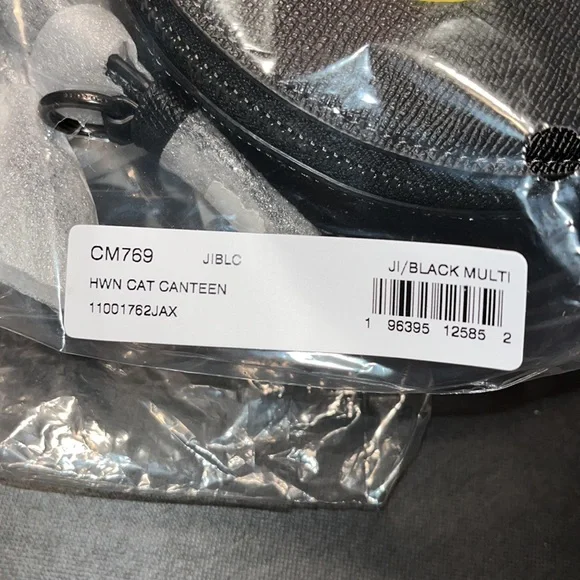 CM769 JIBLC JI/BLACK MULTI
HWN CAT CANTEEN
11001762JAX
1 96395 12585 2